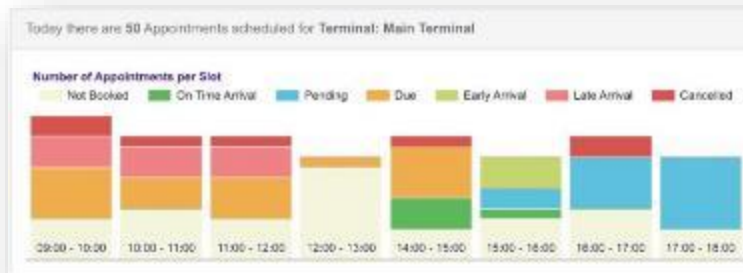 Today there are 50 Appointments scheduled for Terminal: Main Terminal
Number of Appointments per Slot
Not Booked On Time Arrival Pending Due Early Arrival Late Arrival Cancelled
09:00 - 10:00 10:00 - 11:00 11:00 - 12:00 12:00 - 13:00 14:00 - 15:00 15:00 - 16:00 16:00 - 17:00 17:00 - 18:00